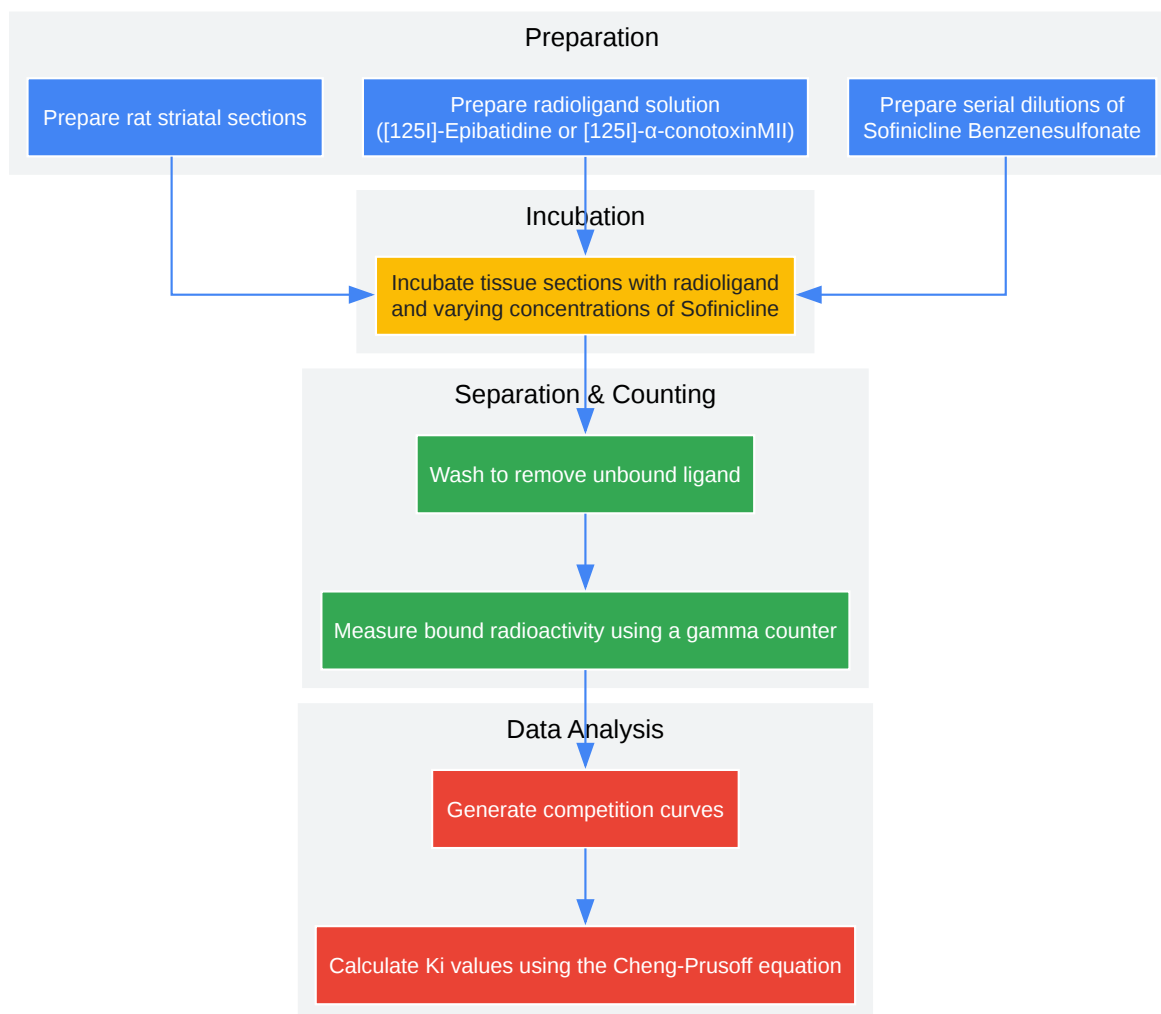 Preparation
Prepare rat striatal sections
Prepare radioligand solution
([125I]-Epibatidine or [125I]-α-conotoxinMII)
Prepare serial dilutions of
Sofinicline Benzenesulfonate
Incubation
Incubate tissue sections with radioligand
and varying concentrations of Sofinicline
Separation & Counting
Wash to remove unbound ligand
Measure bound radioactivity using a gamma counter
Data Analysis
Generate competition curves
Calculate Ki values using the Cheng-Prusoff equation